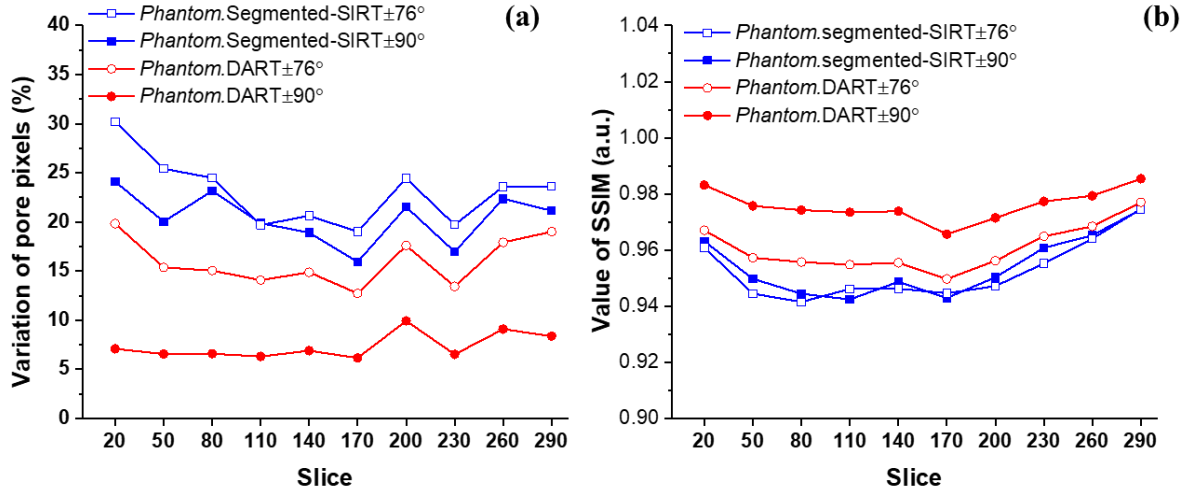 (a)
Phantom.Segmented-SIRT±76°
Phantom.Segmented-SIRT±90°
Phantom.DART±76°
Phantom.DART±90°
Variation of pore pixels (%)
40
35
30
25
20
15
10
5
0
20 50 80 110 140 170 200 230 260 290
Slice
(b)
Phantom.segmented-SIRT±76°
Phantom.segmented-SIRT±90°
Phantom.DART±76°
Phantom.DART±90°
Value of SSIM (a.u.)
1.04
1.02
1.00
0.98
0.96
0.94
0.92
0.90
20 50 80 110 140 170 200 230 260 290
Slice